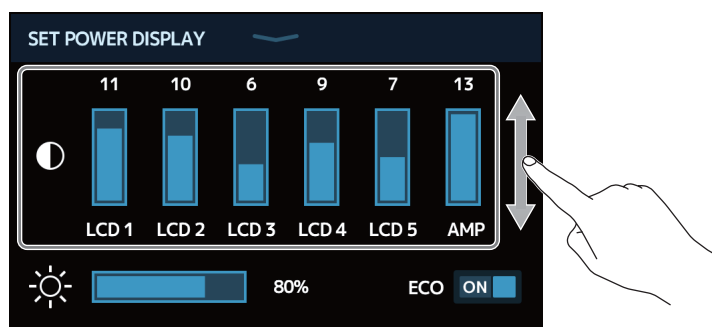 SET POWER DISPLAY
11 10 6 9 7 13
LCD 1 LCD 2 LCD 3 LCD 4 LCD 5 AMP
80% ECO ON